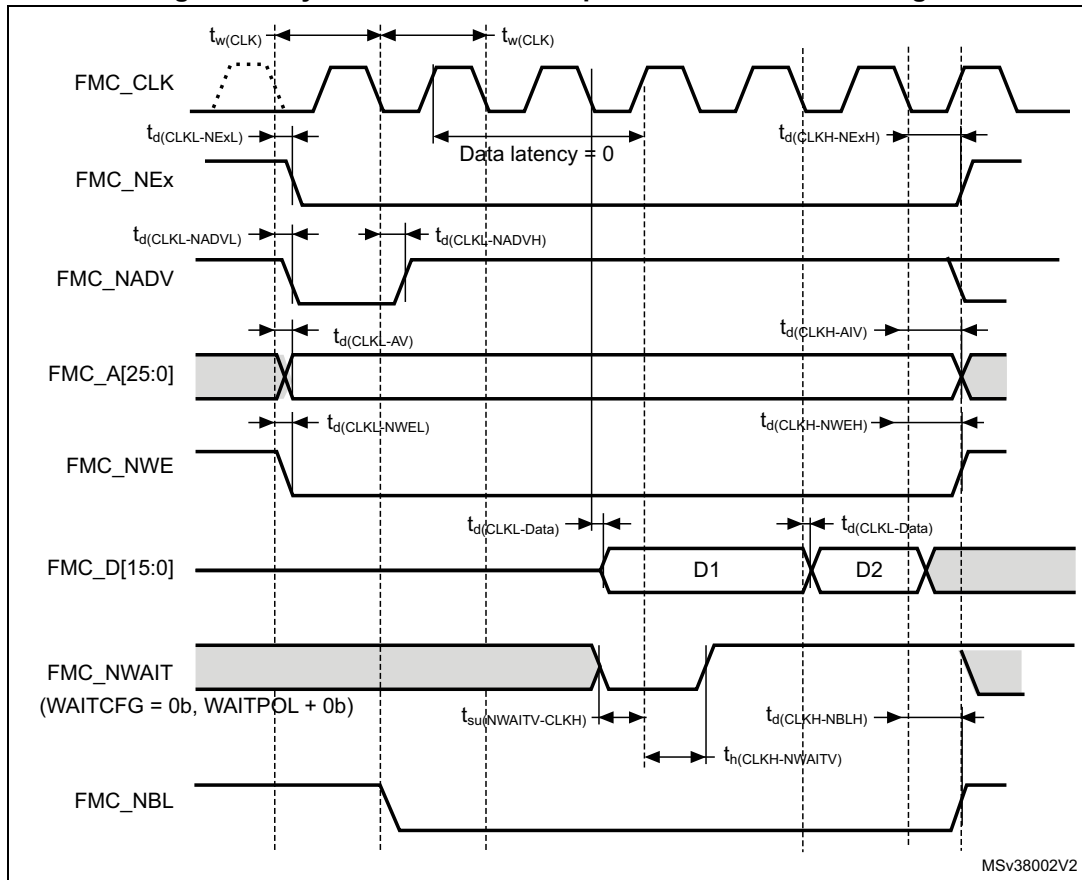 tw(CLK) tw(CLK)
FMC_CLK
td(CLKL-NExL) td(CLKH-NExH)
Data latency = 0
FMC_NEx
td(CLKL-NADVL) td(CLKL-NADVH)
FMC_NADV
td(CLKL-AV) td(CLKH-AIV)
FMC_A[25:0]
td(CLKL-NWEL) td(CLKH-NWEH)
FMC_NWE
td(CLKL-Data) td(CLKL-Data)
FMC_D[15:0] D1 D2
FMC_NWAIT
(WAITCFG = 0b, WAITPOL + 0b)
tsu(NWAITV-CLKH) td(CLKH-NBLH)
th(CLKH-NWAITV)
FMC_NBL
MSv38002V2